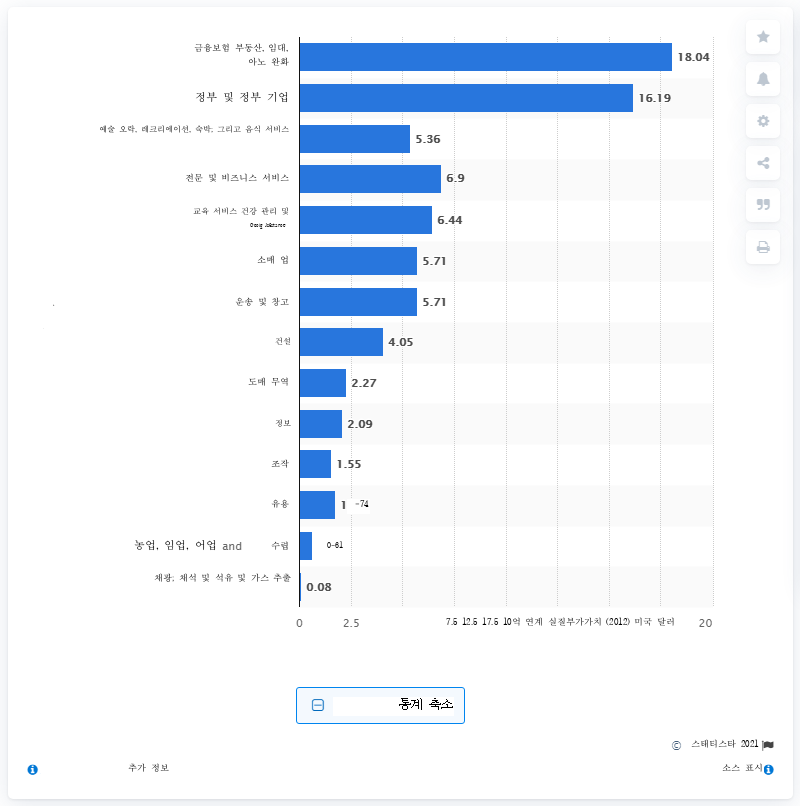 금융보험 부동산, 임대,
아노 완화
18.04
정부 및 정부 기업
16.19
예술 오락, 레크리에이션, 숙박; 그리고 음식 서비스
5.36
전문 및 비즈니스 서비스
6.9
교육 서비스 건강 관리 및
6.44
소매 업
5.71
운송 및 창고
5.71
건설
4.05
도매 무역
2.27
정보
2.09
조작
1.55
유용
1 -74
농업, 임업, 어업 and 수렵
0-61
채광; 채석 및 석유 및 가스 추출
0.08
0 2.5 7.5 12.5 17.5 10억 연계 실질부가가치 (2012) 미국 달러 20
통계 축소
© 스태티스타 2021
추가 정보 소스 표시